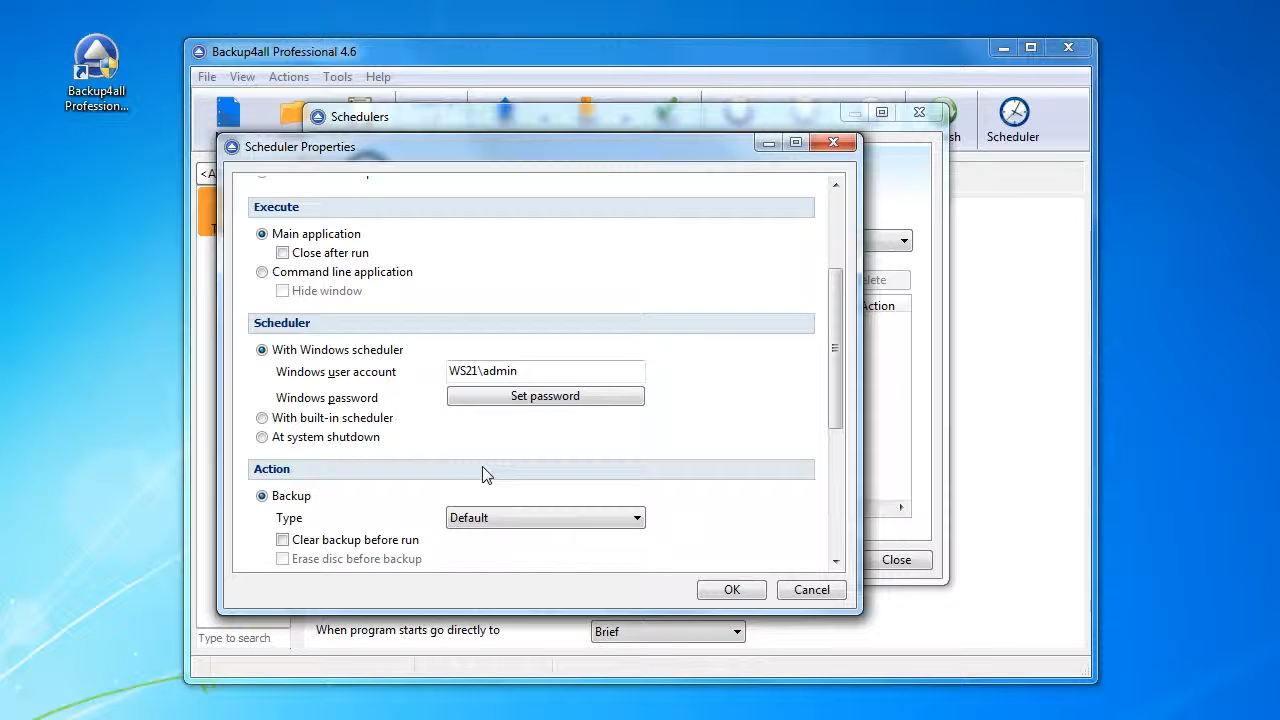 Backup4all
Profession...
Backup4all Professional 4.6
File View Actions Tools Help
Schedulers
Scheduler
Scheduler Properties
Execute
Main application
Close after run
Command line application
Hide window
Scheduler
With Windows scheduler
Windows user account WS21\admin
Windows password Set password
With built-in scheduler
At system shutdown
Action
Backup
Type Default
Clear backup before run
Erase disc before backup
OK Cancel
Action
Close
Type to search
When program starts go directly to Brief